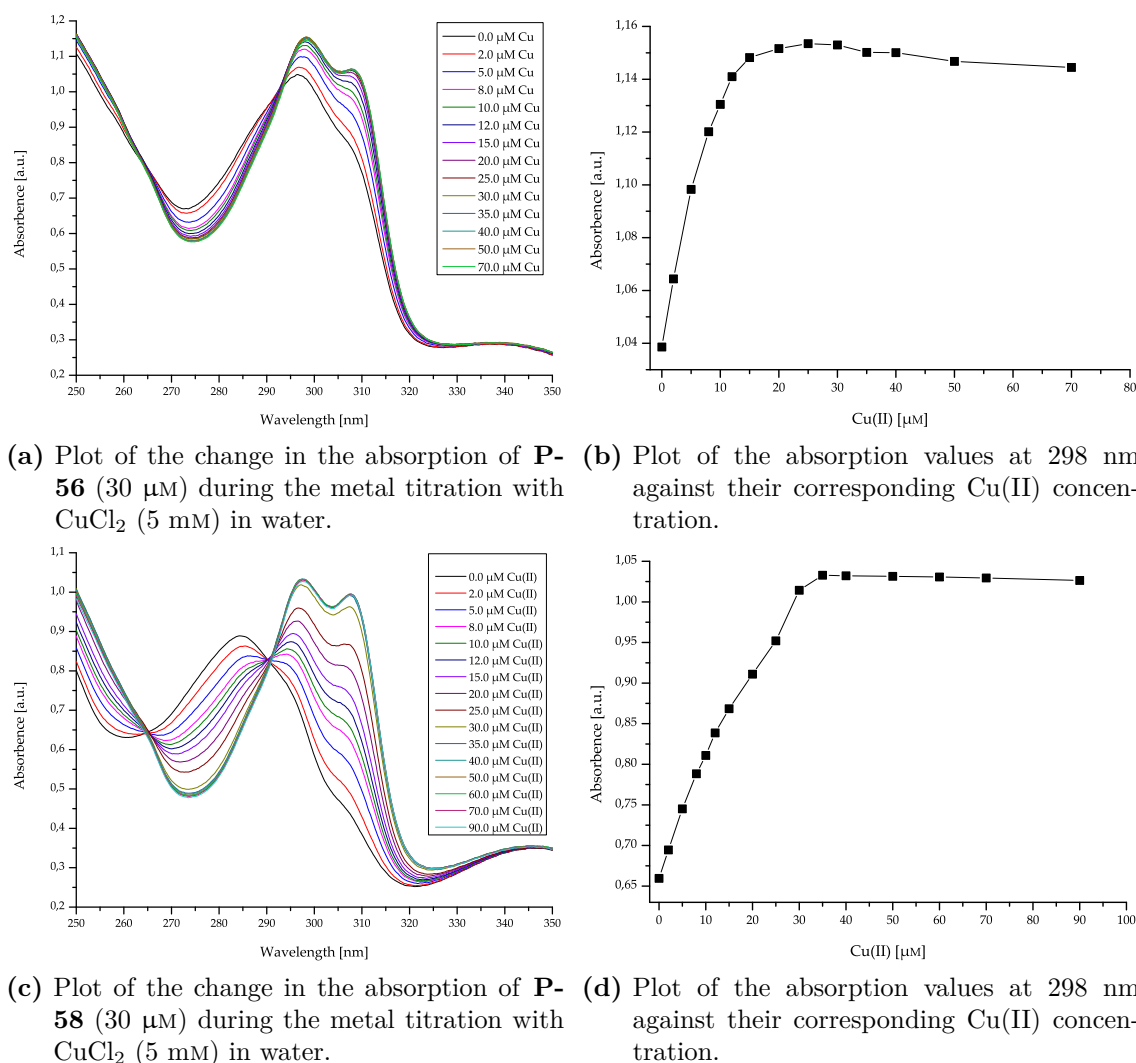 1,2
1,1
1,0
0,9
0,8
0,7
0,6
0,5
0,4
0,3
0,2
Absorbence [a.u.]
250 260 270 280 290 300 310 320 330 340 350
Wavelength [nm]
0.0 µM Cu
2.0 µM Cu
5.0 µM Cu
8.0 µM Cu
10.0 µM Cu
12.0 µM Cu
15.0 µM Cu
20.0 µM Cu
25.0 µM Cu
30.0 µM Cu
35.0 µM Cu
40.0 µM Cu
50.0 µM Cu
70.0 µM Cu
1,16
1,14
1,12
1,10
1,08
1,06
1,04
Absorbence [a.u.]
0 10 20 30 40 50 60 70 80
Cu(II) [µM]
(a) Plot of the change in the absorption of P-
56 (30 µM) during the metal titration with
CuCl₂ (5 mM) in water.
(b) Plot of the absorption values at 298 nm
against their corresponding Cu(II) concen-
tration.
1,1
1,0
0,9
0,8
0,7
0,6
0,5
0,4
0,3
0,2
Absorbence [a.u.]
250 260 270 280 290 300 310 320 330 340 350
Wavelength [nm]
0.0 µM Cu(II)
2.0 µM Cu(II)
5.0 µM Cu(II)
8.0 µM Cu(II)
10.0 µM Cu(II)
12.0 µM Cu(II)
15.0 µM Cu(II)
20.0 µM Cu(II)
25.0 µM Cu(II)
30.0 µM Cu(II)
35.0 µM Cu(II)
40.0 µM Cu(II)
50.0 µM Cu(II)
60.0 µM Cu(II)
70.0 µM Cu(II)
90.0 µM Cu(II)
1,05
1,00
0,95
0,90
0,85
0,80
0,75
0,70
0,65
Absorbence [a.u.]
0 10 20 30 40 50 60 70 80 90 100
Cu(II) [µM]
(c) Plot of the change in the absorption of P-
58 (30 µM) during the metal titration with
CuCl₂ (5 mM) in water.
(d) Plot of the absorption values at 298 nm
against their corresponding Cu(II) concen-
tration.